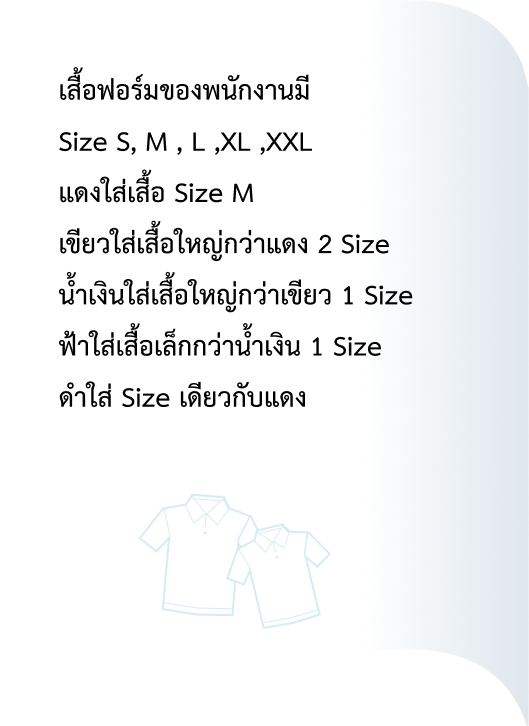 เสื้อฟอร์มของพนักงานมี
Size S, M , L ,XL ,XXL
แดงใส่เสื้อ Size M
เขียวใส่เสื้อใหญ่กว่าแดง 2 Size
น้ำเงินใส่เสื้อใหญ่กว่าเขียว 1 Size
ฟ้าใส่เสื้อเล็กกว่าน้ำเงิน 1 Size
ดำใส่ Size เดียวกับแดง